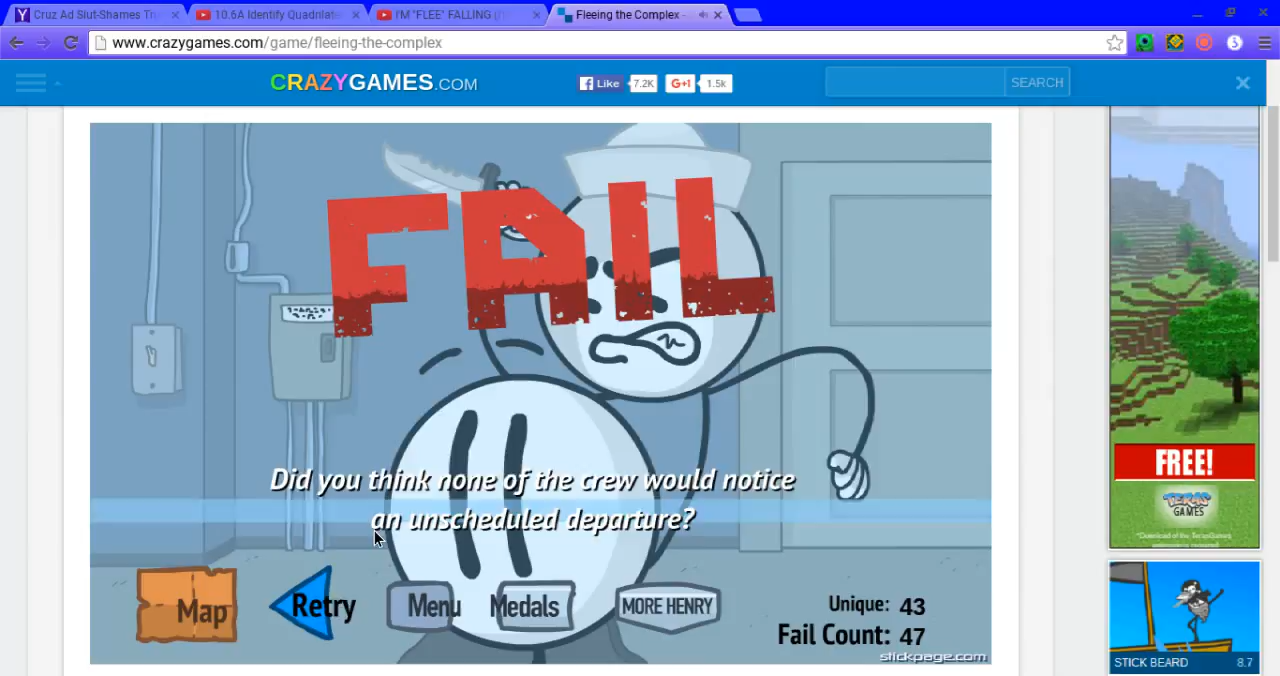 Cruz Ad Slut-Shames Tr
10.6A Identify Quadrilate
I'M "FLEE" FALLING (
Fleeing the Complex -
www.crazygames.com/game/fleeing-the-complex
CRAZYGAMES.COM
Like 7.2K
G+1 1.5k
SEARCH
FAIL
Did you think none of the crew would notice
an unscheduled departure?
Map
Retry
Menu
Medals
MORE HENRY
Unique: 43
Fail Count: 47
stickpage.com
FREE!
TERAS
GAMES
STICK BEARD 8.7